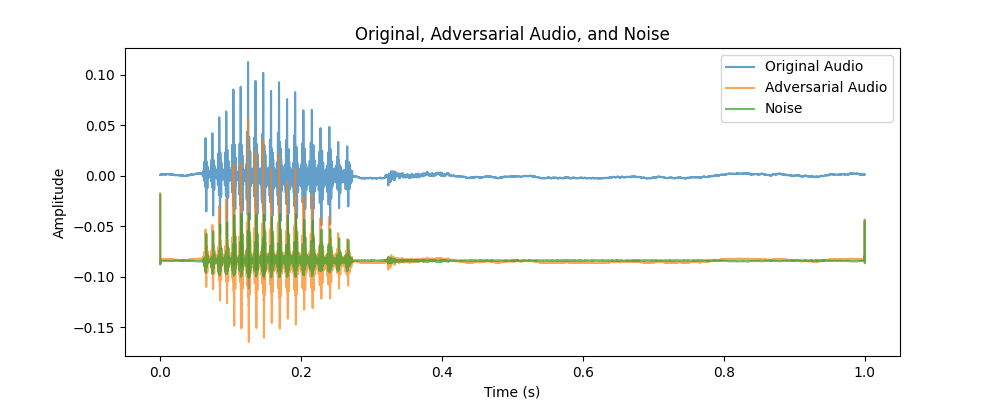 Original, Adversarial Audio, and Noise
Original Audio
Adversarial Audio
Noise
Amplitude
0.10
0.05
0.00
−0.05
−0.10
−0.15
0.0 0.2 0.4 0.6 0.8 1.0
Time (s)